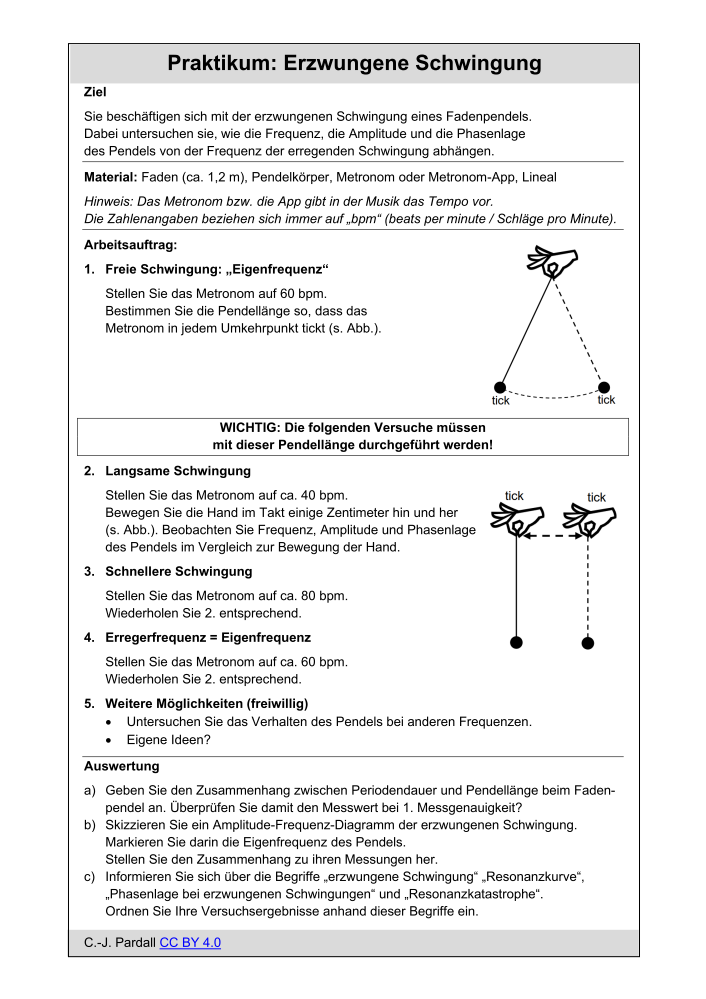 Praktikum: Erzwungene Schwingung
Ziel
Sie beschäftigen sich mit der erzwungenen Schwingung eines Fadenpendels.
Dabei untersuchen sie, wie die Frequenz, die Amplitude und die Phasenlage
des Pendels von der Frequenz der erregenden Schwingung abhängen.
Material: Faden (ca. 1,2 m), Pendelkörper, Metronom oder Metronom-App, Lineal
Hinweis: Das Metronom bzw. die App gibt in der Musik das Tempo vor.
Die Zahlenangaben beziehen sich immer auf „bpm“ (beats per minute / Schläge pro Minute).
Arbeitsauftrag:
1. Freie Schwingung: „Eigenfrequenz“
Stellen Sie das Metronom auf 60 bpm.
Bestimmen Sie die Pendellänge so, dass das
Metronom in jedem Umkehrpunkt tickt (s. Abb.).
tick tick
WICHTIG: Die folgenden Versuche müssen
mit dieser Pendellänge durchgeführt werden!
2. Langsame Schwingung
Stellen Sie das Metronom auf ca. 40 bpm.
Bewegen Sie die Hand im Takt einige Zentimeter hin und her
(s. Abb.). Beobachten Sie Frequenz, Amplitude und Phasenlage
des Pendels im Vergleich zur Bewegung der Hand.
tick tick
3. Schnellere Schwingung
Stellen Sie das Metronom auf ca. 80 bpm.
Wiederholen Sie 2. entsprechend.
4. Erregerfrequenz = Eigenfrequenz
Stellen Sie das Metronom auf ca. 60 bpm.
Wiederholen Sie 2. entsprechend.
5. Weitere Möglichkeiten (freiwillig)
• Untersuchen Sie das Verhalten des Pendels bei anderen Frequenzen.
• Eigene Ideen?
Auswertung
a) Geben Sie den Zusammenhang zwischen Periodendauer und Pendellänge beim Faden-
pendel an. Überprüfen Sie damit den Messwert bei 1. Messgenauigkeit?
b) Skizzieren Sie ein Amplitude-Frequenz-Diagramm der erzwungenen Schwingung.
Markieren Sie darin die Eigenfrequenz des Pendels.
Stellen Sie den Zusammenhang zu ihren Messungen her.
c) Informieren Sie sich über die Begriffe „erzwungene Schwingung“ „Resonanzkurve“,
„Phasenlage bei erzwungenen Schwingungen“ und „Resonanzkatastrophe“.
Ordnen Sie Ihre Versuchsergebnisse anhand dieser Begriffe ein.
C.-J. Pardall CC BY 4.0